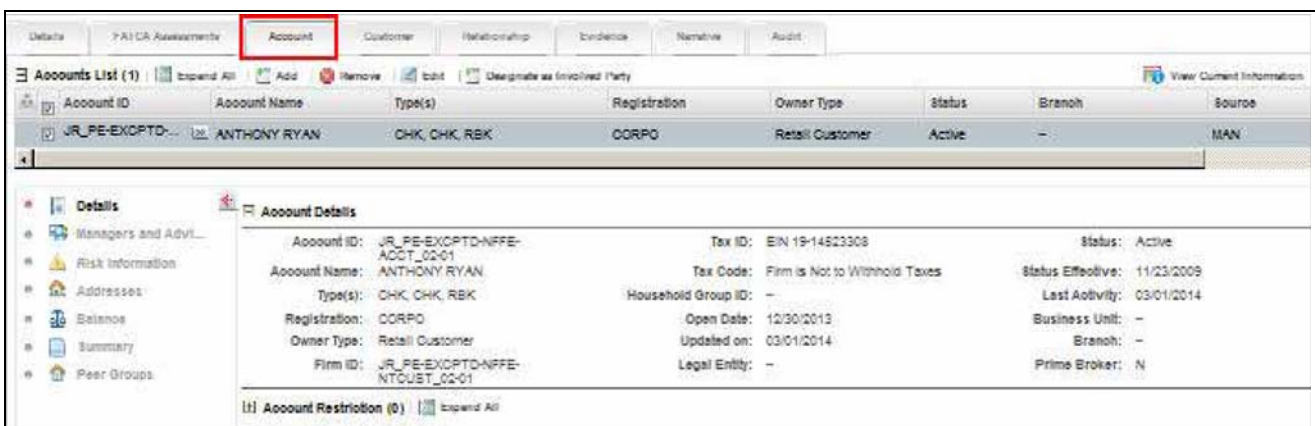 Details FATCA Assessments Account Customer Relationship Evidence Narrative Audit
Accounts List (1) Expand All Add Remove Edit Designate as Involved Party View Current Information
Account ID Account Name Type(s) Registration Owner Type Status Branch Source
JR_PE-EXCPTD-... ANTHONY RYAN CHK, CHK, RBK CORPO Retail Customer Active – MAN
Details
Managers and Advi...
Risk Information
Addresses
Balance
Summary
Peer Groups
Account Details
Account ID: JR_PE-EXCPTD-NFFE-ACCT_02-01 Tax ID: EIN 19-14523308 Status: Active
Account Name: ANTHONY RYAN Tax Code: Firm is Not to Withhold Taxes Status Effective: 11/23/2009
Type(s): CHK, CHK, RBK Household Group ID: – Last Activity: 03/01/2014
Registration: CORPO Open Date: 12/30/2013 Business Unit: –
Owner Type: Retail Customer Updated on: 03/01/2014 Branch: –
Firm ID: JR_PE-EXCPTD-NFFE-NTCUST_02-01 Legal Entity: – Prime Broker: N
Account Restriction (0) Expand All